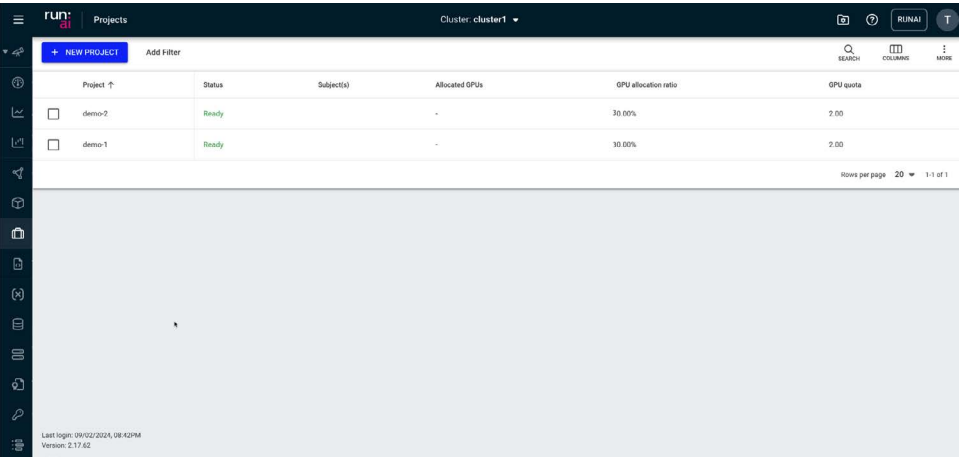 run: ai Projects Cluster: cluster1 RUNAI T
+ NEW PROJECT Add Filter SEARCH COLUMNS MORE
Project ↑ Status Subject(s) Allocated GPUs GPU allocation ratio GPU quota
demo-2 Ready - 30.00% 2.00
demo-1 Ready - 30.00% 2.00
Rows per page 20 1-1 of 1
Last login: 09/02/2024, 08:42PM
Version: 2.17.62